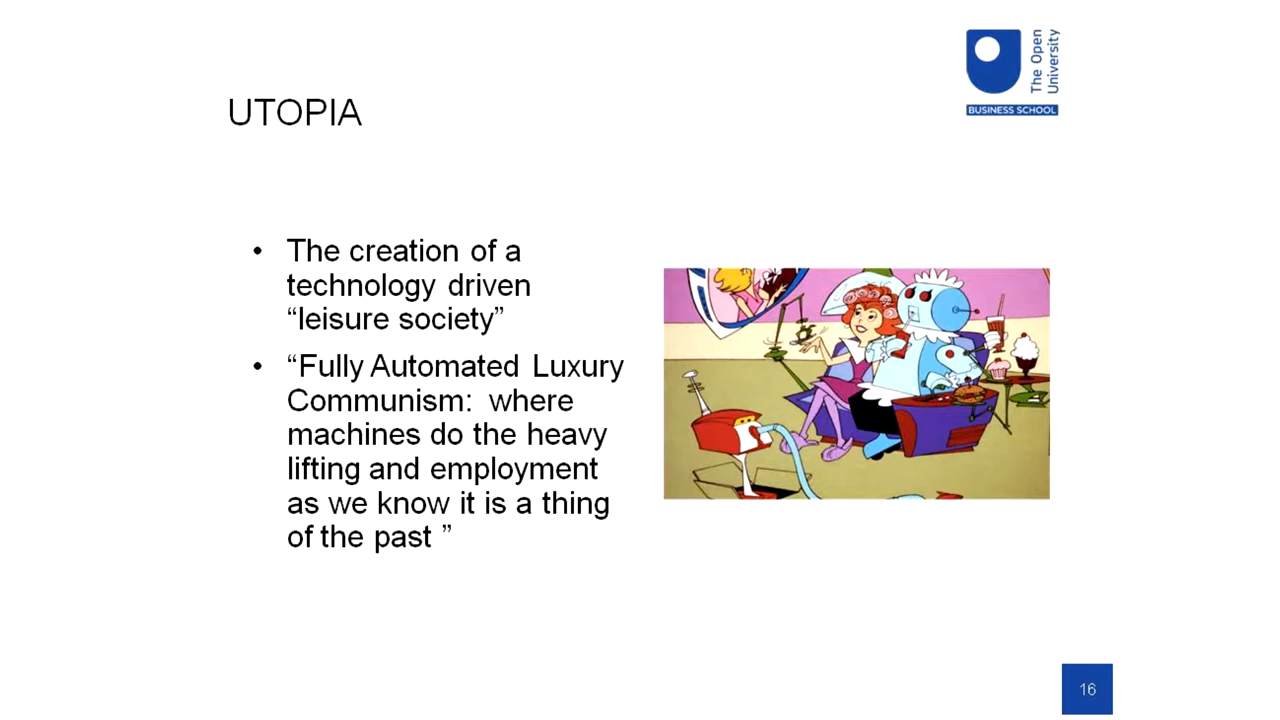 The Open
University
BUSINESS SCHOOL
UTOPIA
• The creation of a
technology driven
“leisure society”
• “Fully Automated Luxury
Communism: where
machines do the heavy
lifting and employment
as we know it is a thing
of the past ”
16